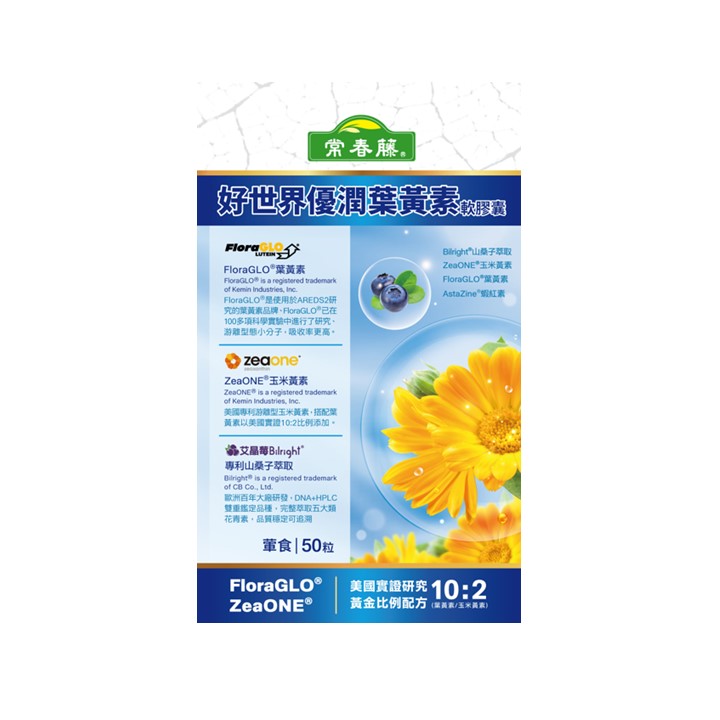 常春藤®
好世界優潤葉黃素軟膠囊
FloraGLO
LUTEIN
FloraGLO®葉黃素
FloraGLO® is a registered trademark
of Kemin Industries, Inc.
FloraGLO®是使用於AREDS2研
究的葉黃素品牌，FloraGLO®已在
100多項科學實驗中進行了研究，
游離型態小分子，吸收率更高。
Bilright®山桑子萃取
ZeaONE®玉米黃素
FloraGLO®葉黃素
AstaZine®蝦紅素
zeaone®
ZeaONE®玉米黃素
ZeaONE® is a registered trademark
of Kemin Industries, Inc.
美國專利游離型玉米黃素，搭配葉
黃素以美國實證10:2比例添加。
艾晶莓Bilright®
專利山桑子萃取
Bilright® is a registered trademark
of CB Co., Ltd.
歐洲百年大廠研發，DNA+HPLC
雙重鑑定品種，完整萃取五大類
花青素，品質穩定可追溯
葷食|50粒
FloraGLO®
ZeaONE®
美國實證研究
黃金比例配方
10:2
(葉黃素/玉米黃素)